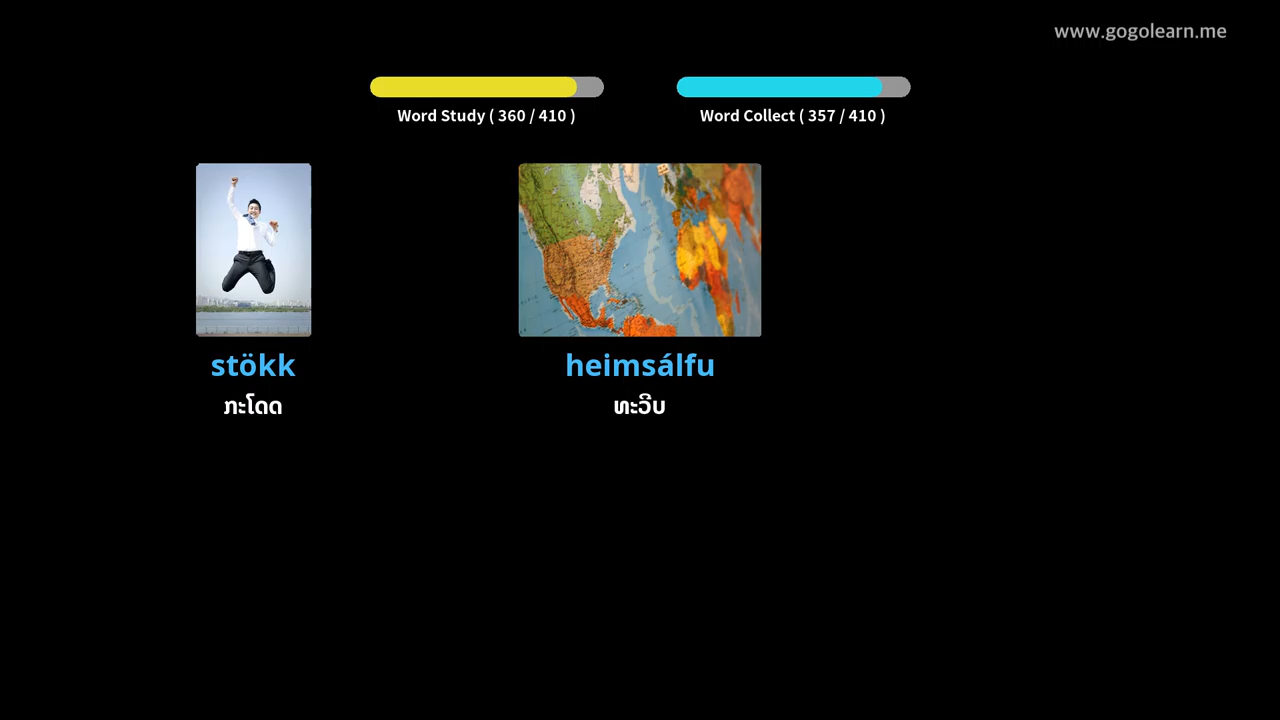 www.gogolearn.me
Word Study ( 360 / 410 )
Word Collect ( 357 / 410 )
stökk
ກະໂດດ
heimsálfu
ທະວີບ